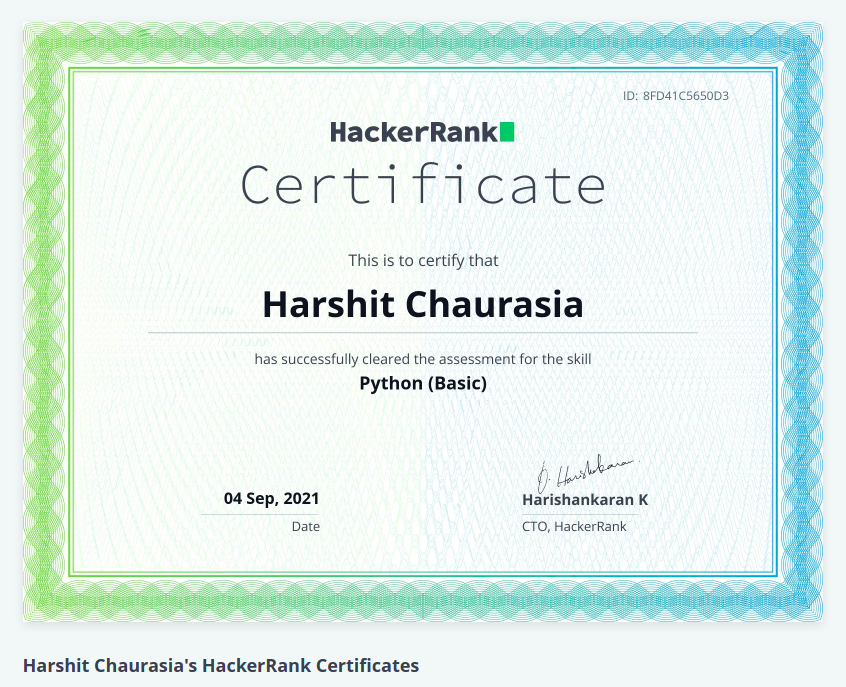 ID: 8FD41C5650D3
HackerRank
Certificate
This is to certify that
Harshit Chaurasia
has successfully cleared the assessment for the skill
Python (Basic)
04 Sep, 2021
Date
Harishankaran K
CTO, HackerRank
Harshit Chaurasia's HackerRank Certificates